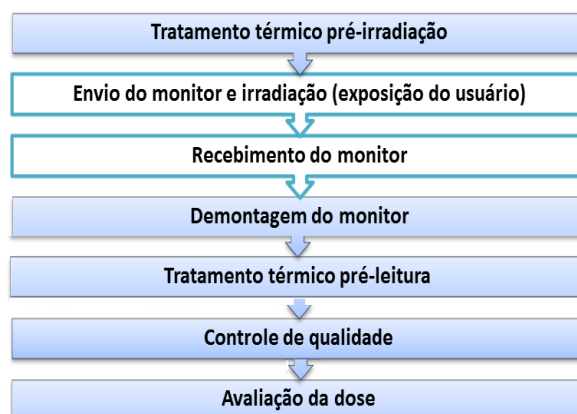 Tratamento térmico pré-irradiação
Envio do monitor e irradiação (exposição do usuário)
Recebimento do monitor
Demontagem do monitor
Tratamento térmico pré-leitura
Controle de qualidade
Avaliação da dose